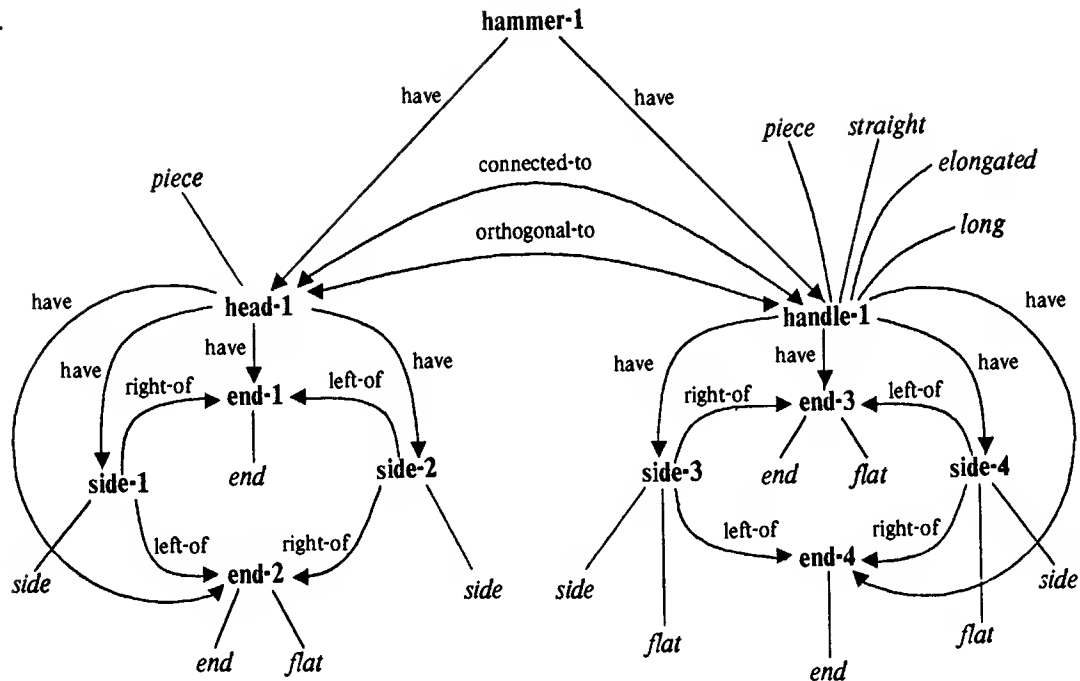 hammer-1
have
have
piece
straight
connected-to
elongated
piece
long
orthogonal-to
have
head-1
handle-1
have
have
have
have
have
have
have
right-of
end-1
left-of
right-of
end-3
left-of
side-1
end
side-2
side-3
end
flat
side-4
left-of
right-of
left-of
right-of
side
end-2
side
side
end-4
side
end
flat
flat
end
flat